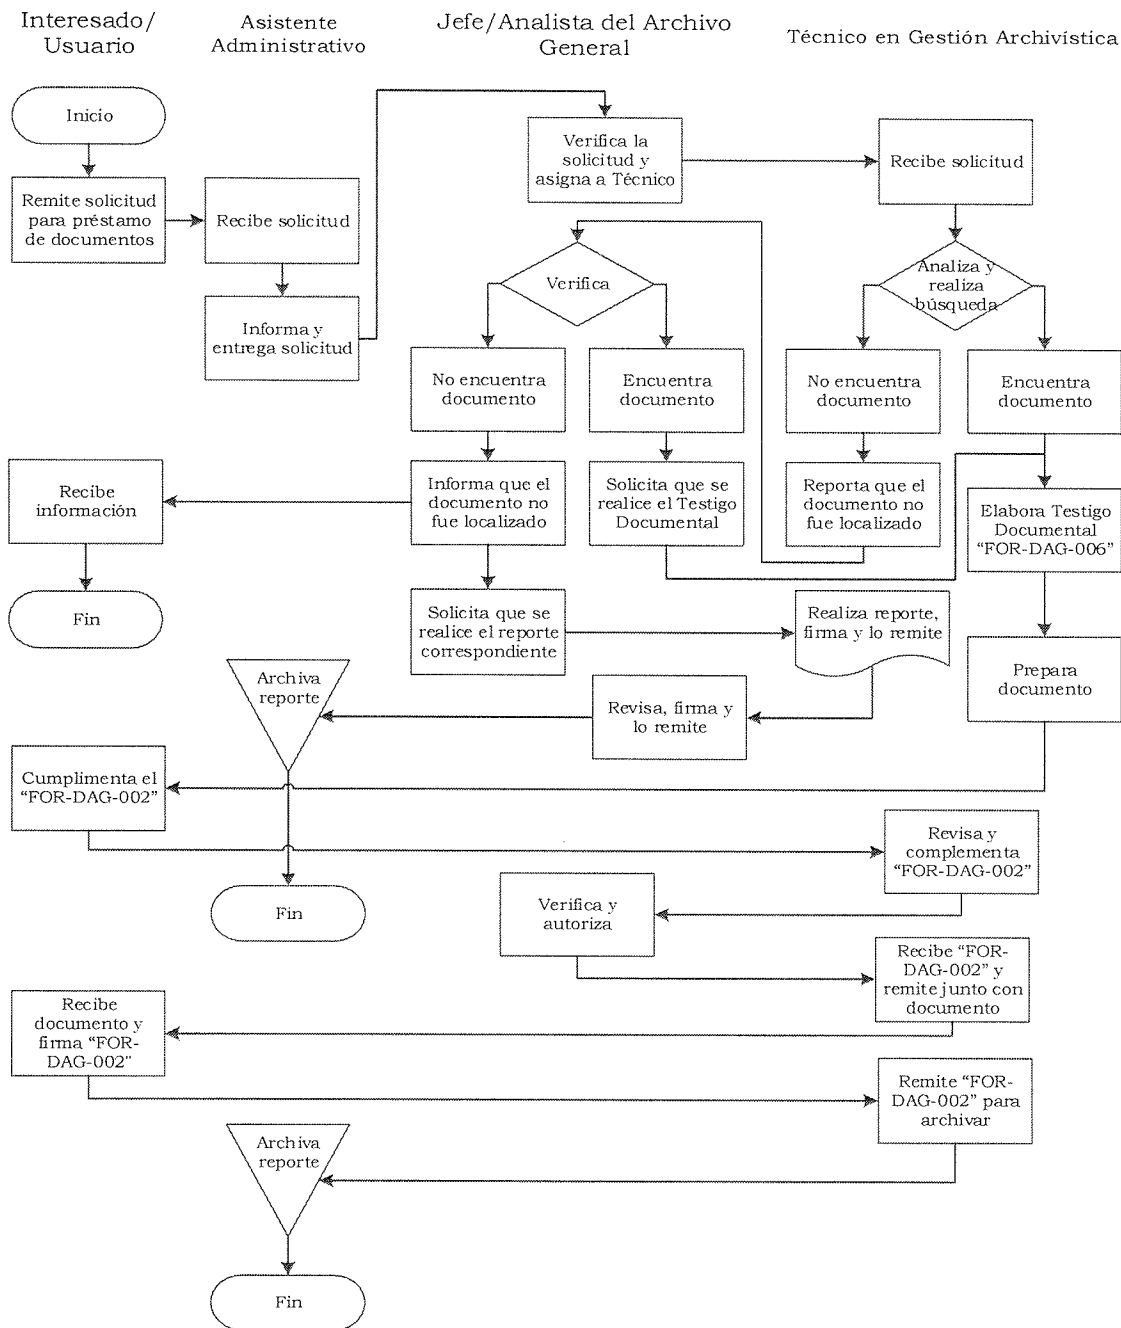 Interesado/
Usuario
Asistente
Administrativo
Jefe/Analista del Archivo
General
Técnico en Gestión Archivística
Inicio
Verifica la
solicitud y
asigna a Técnico
Recibe solicitud
Remite solicitud
para préstamo
de documentos
Recibe solicitud
Verifica
Analiza y
realiza
búsqueda
Informa y
entrega solicitud
No encuentra
documento
Encuentra
documento
No encuentra
documento
Encuentra
documento
Recibe
información
Informa que el
documento no
fue localizado
Solicita que se
realice el Testigo
Documental
Reporta que el
documento no
fue localizado
Elabora Testigo
Documental
“FOR-DAG-006”
Fin
Solicita que se
realice el reporte
correspondiente
Realiza reporte,
firma y lo remite
Prepara
documento
Archiva
reporte
Revisa, firma y
lo remite
Cumplimenta el
“FOR-DAG-002”
Revisa y
complementa
“FOR-DAG-002”
Fin
Verifica y
autoriza
Recibe “FOR-
DAG-002” y
remite junto con
documento
Recibe
documento y
firma “FOR-
DAG-002”
Remite “FOR-
DAG-002” para
archivar
Archiva
reporte
Fin